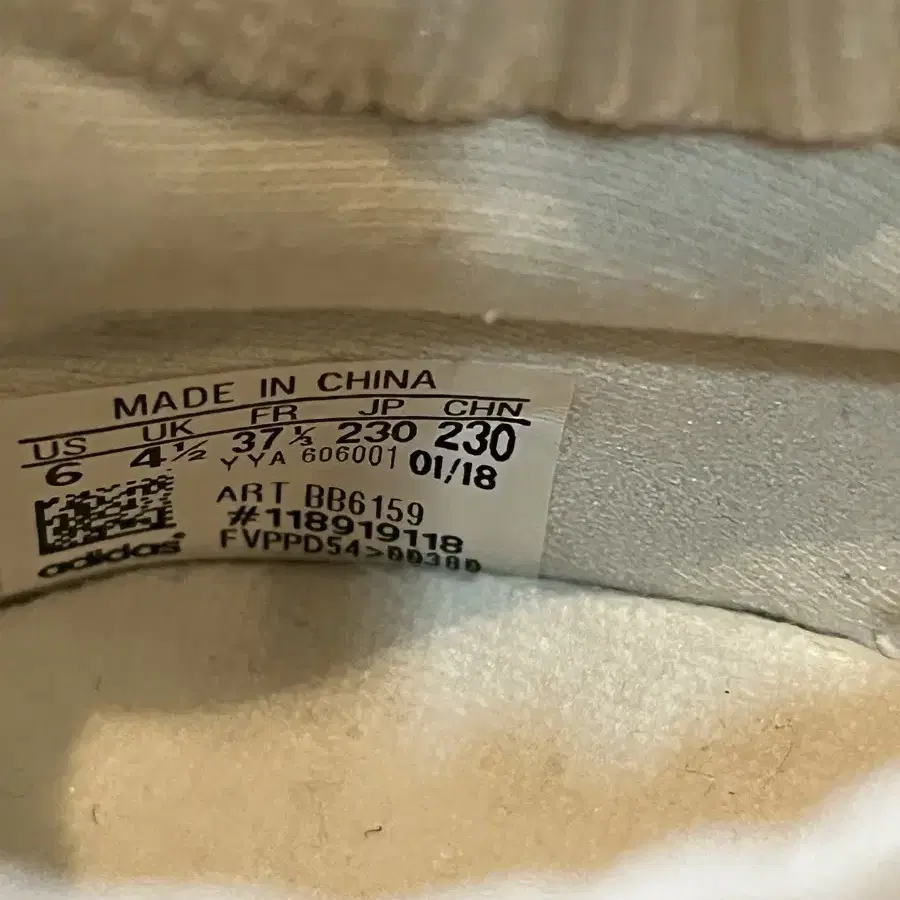 MADE IN CHINA
US UK FR JP CHN
6 4½ 37⅓ 230 230
YYA 606001 01/18
ART BB6159
#118919118
FVPPD54>D038D
adidas